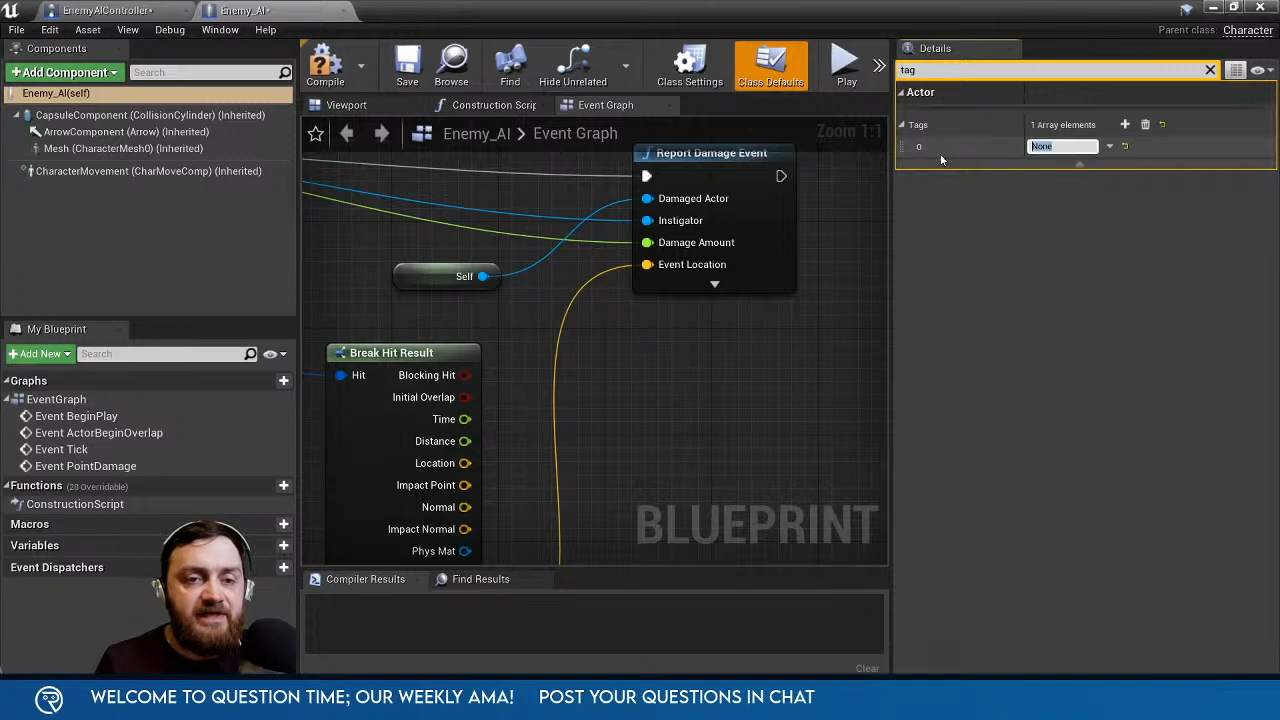 EnemyAIController*
Enemy_AI*
File Edit Asset View Debug Window Help
Parent class: Character
Components
+Add Component
Search
Enemy_AI(self)
CapsuleComponent (CollisionCylinder) (Inherited)
ArrowComponent (Arrow) (Inherited)
Mesh (CharacterMesh0) (Inherited)
CharacterMovement (CharMoveComp) (Inherited)
My Blueprint
+Add New
Search
Graphs
EventGraph
Event BeginPlay
Event ActorBeginOverlap
Event Tick
Event PointDamage
Functions (28 Overridable)
ConstructionScript
Macros
Variables
Event Dispatchers
Compile Save Browse Find Hide Unrelated Class Settings Class Defaults Play
Viewport
Construction Scrip
Event Graph
Enemy_AI > Event Graph
Zoom 1:1
Report Damage Event
Damaged Actor
Instigator
Damage Amount
Event Location
Self
Break Hit Result
Hit
Blocking Hit
Initial Overlap
Time
Distance
Location
Impact Point
Normal
Impact Normal
Phys Mat
BLUEPRINT
Compiler Results
Find Results
Clear
Details
tag
Actor
Tags
1 Array elements
0
None
WELCOME TO QUESTION TIME; OUR WEEKLY AMA! POST YOUR QUESTIONS IN CHAT